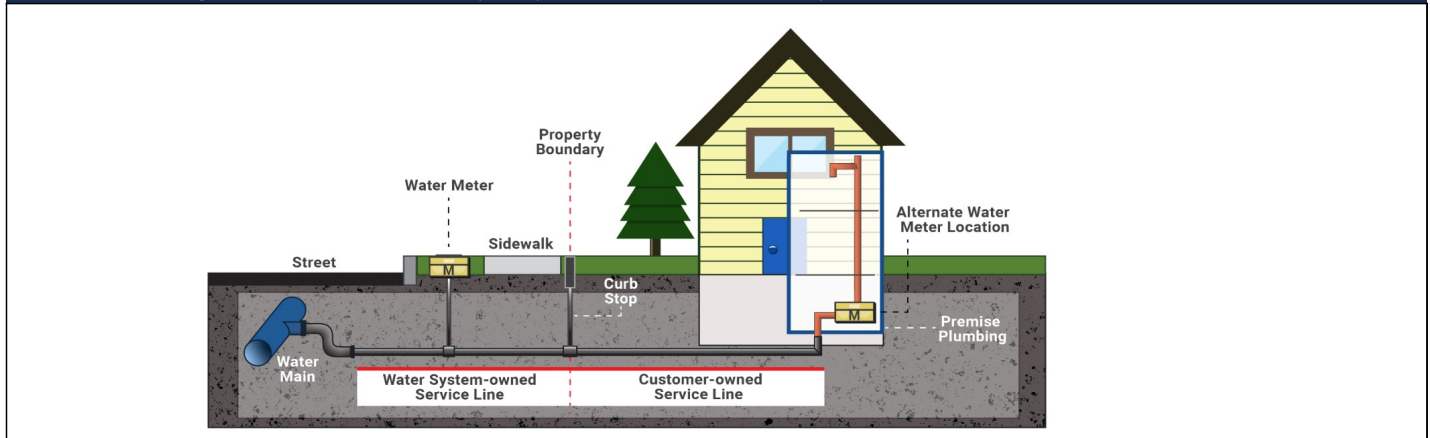 Property
Boundary
Water Meter
Alternate Water
Meter Location
Sidewalk
Street
M
Curb
Stop
M
Premise
Plumbing
Water
Main
Water System-owned
Service Line
Customer-owned
Service Line